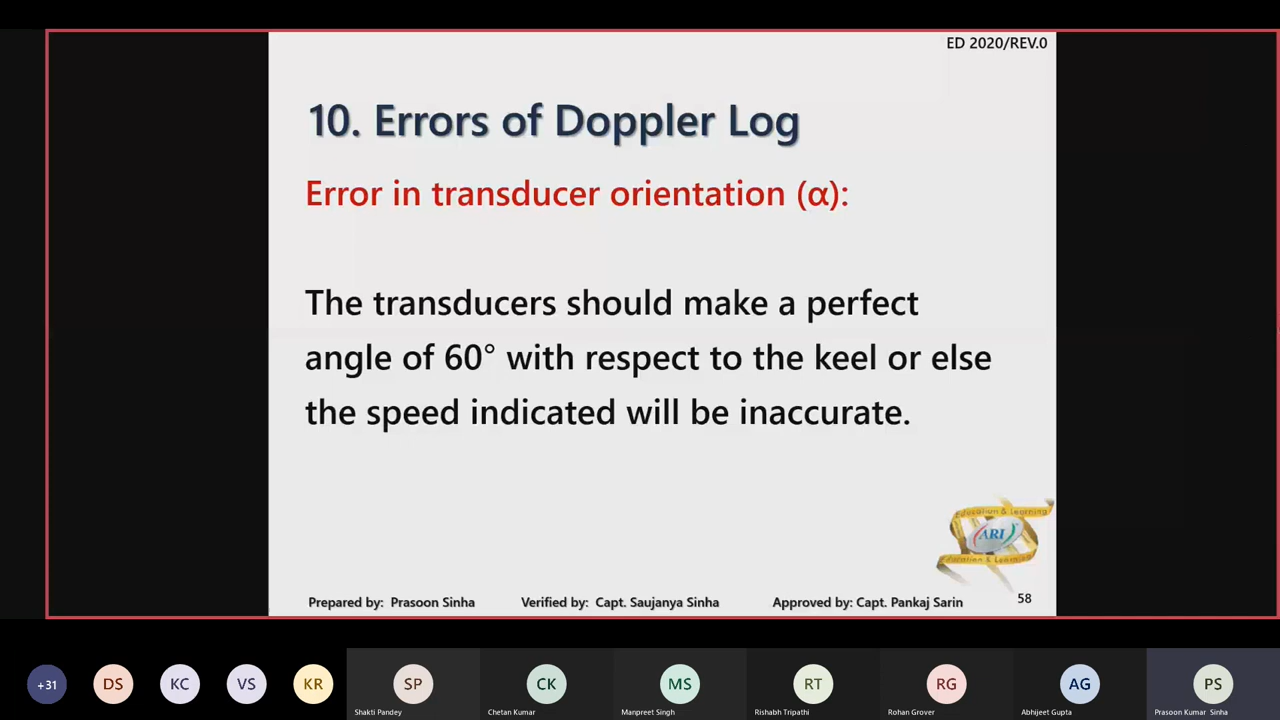 ED 2020/REV.0
10. Errors of Doppler Log
Error in transducer orientation (α):
The transducers should make a perfect
angle of 60° with respect to the keel or else
the speed indicated will be inaccurate.
Education & Learning
ARI
Education & Learning
Prepared by: Prasoon Sinha Verified by: Capt. Saujanya Sinha Approved by: Capt. Pankaj Sarin 58
+31 DS KC VS KR SP CK MS RT RG AG PS
Shakti Pandey Chetan Kumar Manpreet Singh Rishabh Tripathi Rohan Grover Abhijeet Gupta Prasoon Kumar Sinha